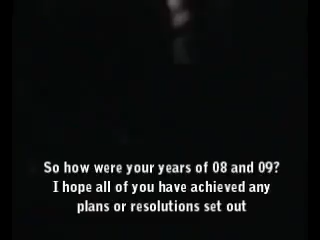 So how were your years of 08 and 09?
I hope all of you have achieved any
plans or resolutions set out